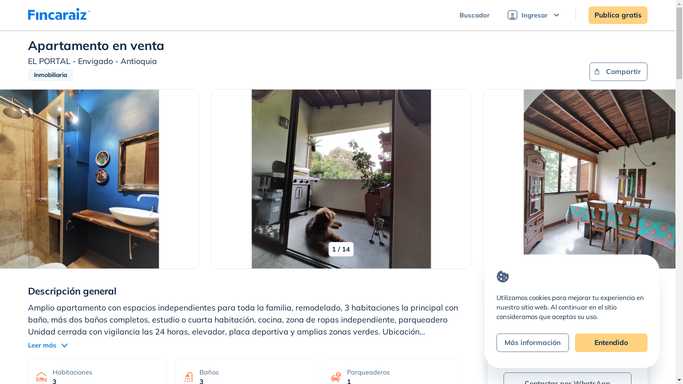 Fincaraiz
Buscador
Ingresar
Publica gratis
Apartamento en venta
EL PORTAL - Envigado - Antioquia
Inmobiliaria
Compartir
1 / 14
Descripción general
Amplio apartamento con espacios independientes para toda la familia, remodelado, 3 habitaciones la principal con
baño, más dos baños completos, estudio o cuarta habitación, cocina, zona de ropas independiente, parqueadero
Unidad cerrada con vigilancia las 24 horas, elevador, placa deportiva y amplias zonas verdes. Ubicación...
Leer más
Habitaciones
3
Baños
3
Parqueaderos
1
Utilizamos cookies para mejorar tu experiencia en
nuestro sitio web. Al continuar en el sitio
consideramos que aceptas su uso.
Más información
Entendido
Contactar por WhatsApp